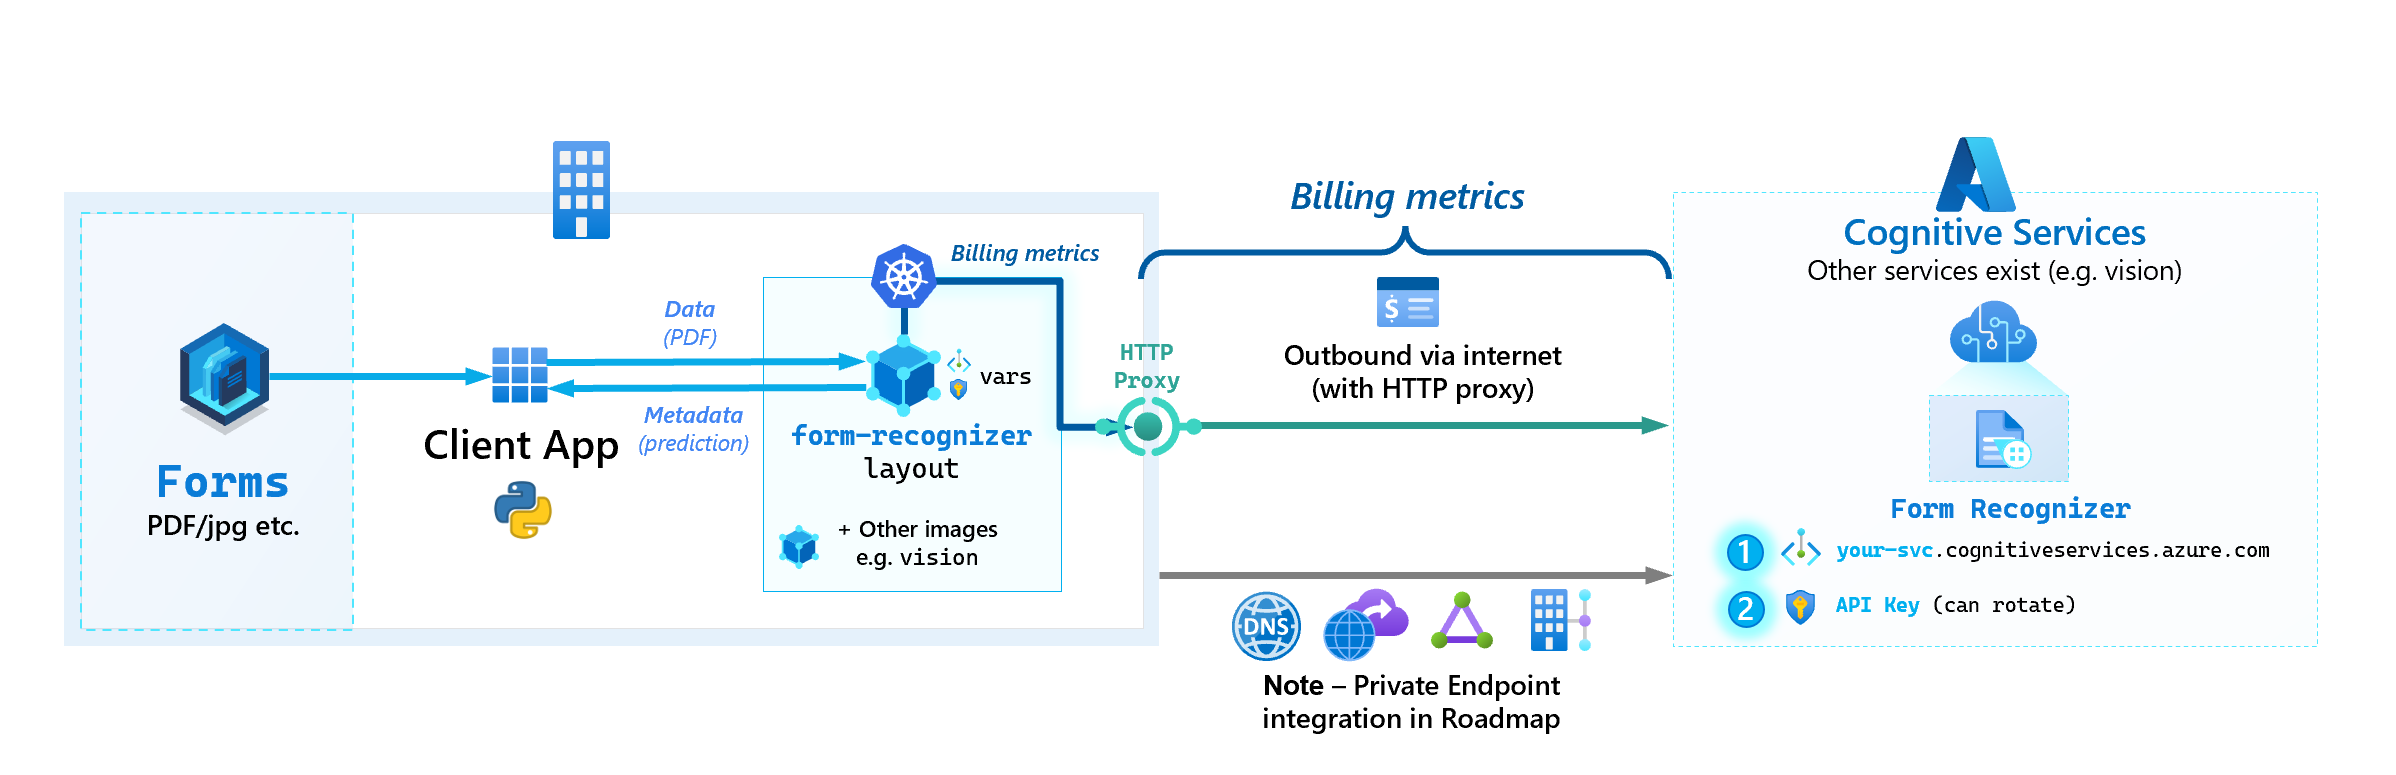 Forms
PDF/jpg etc.
Client App
Data
(PDF)
Metadata
(prediction)
Billing metrics
vars
form-recognizer
layout
+ Other images
e.g. vision
HTTP
Proxy
Billing metrics
$
Outbound via internet
(with HTTP proxy)
DNS
Note – Private Endpoint
integration in Roadmap
Cognitive Services
Other services exist (e.g. vision)
Form Recognizer
1 your-svc.cognitiveservices.azure.com
2 API Key (can rotate)